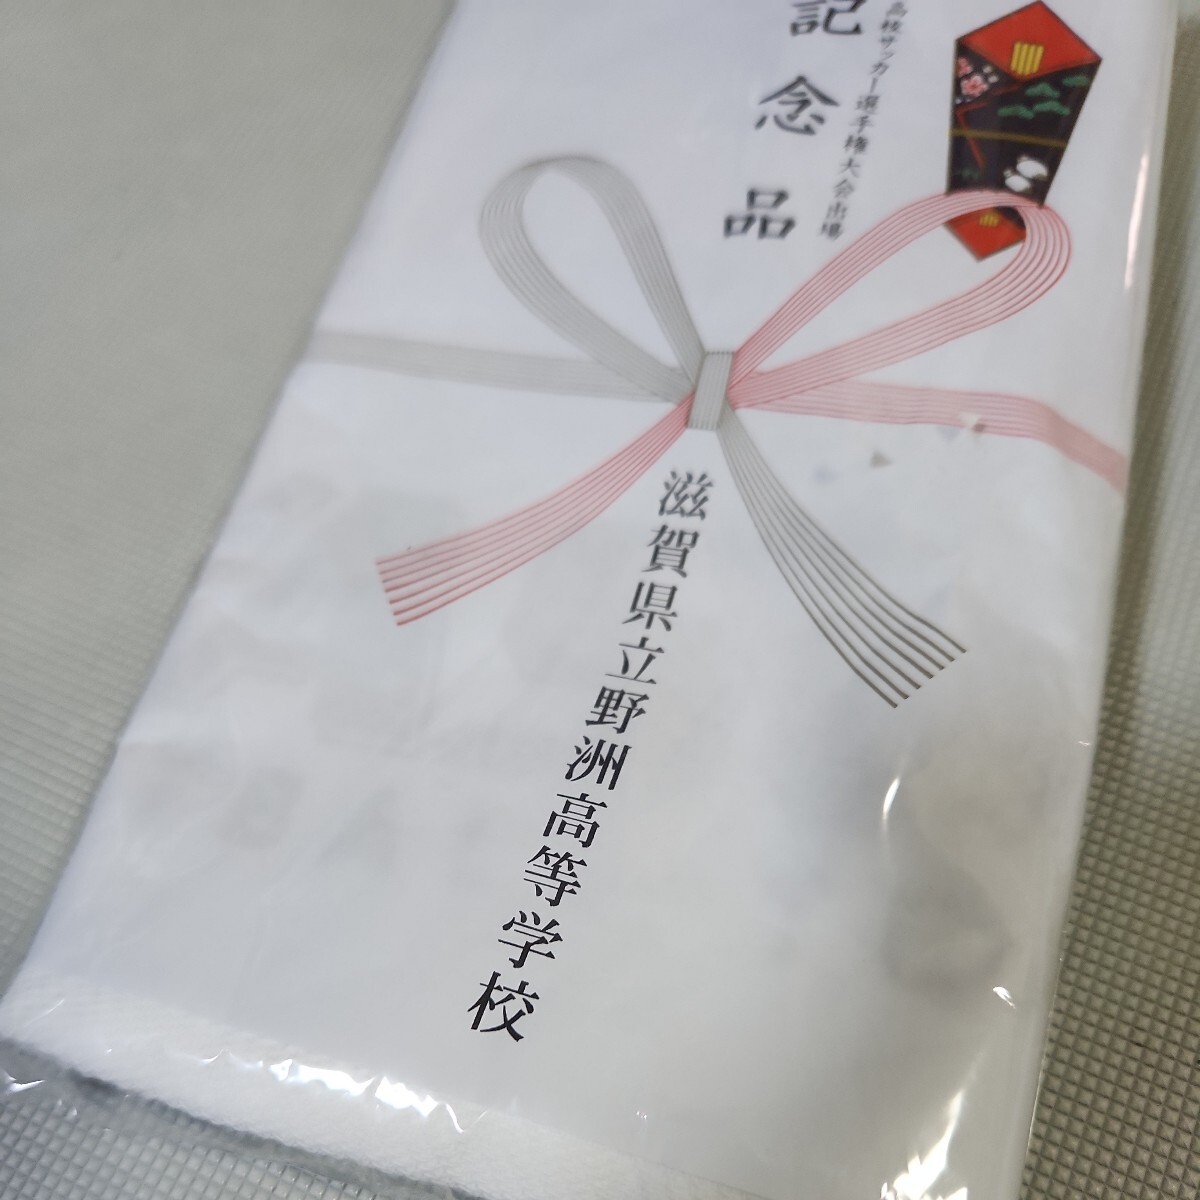 高校サッカー選手権大会出場
記念品
滋賀県立野洲高等学校